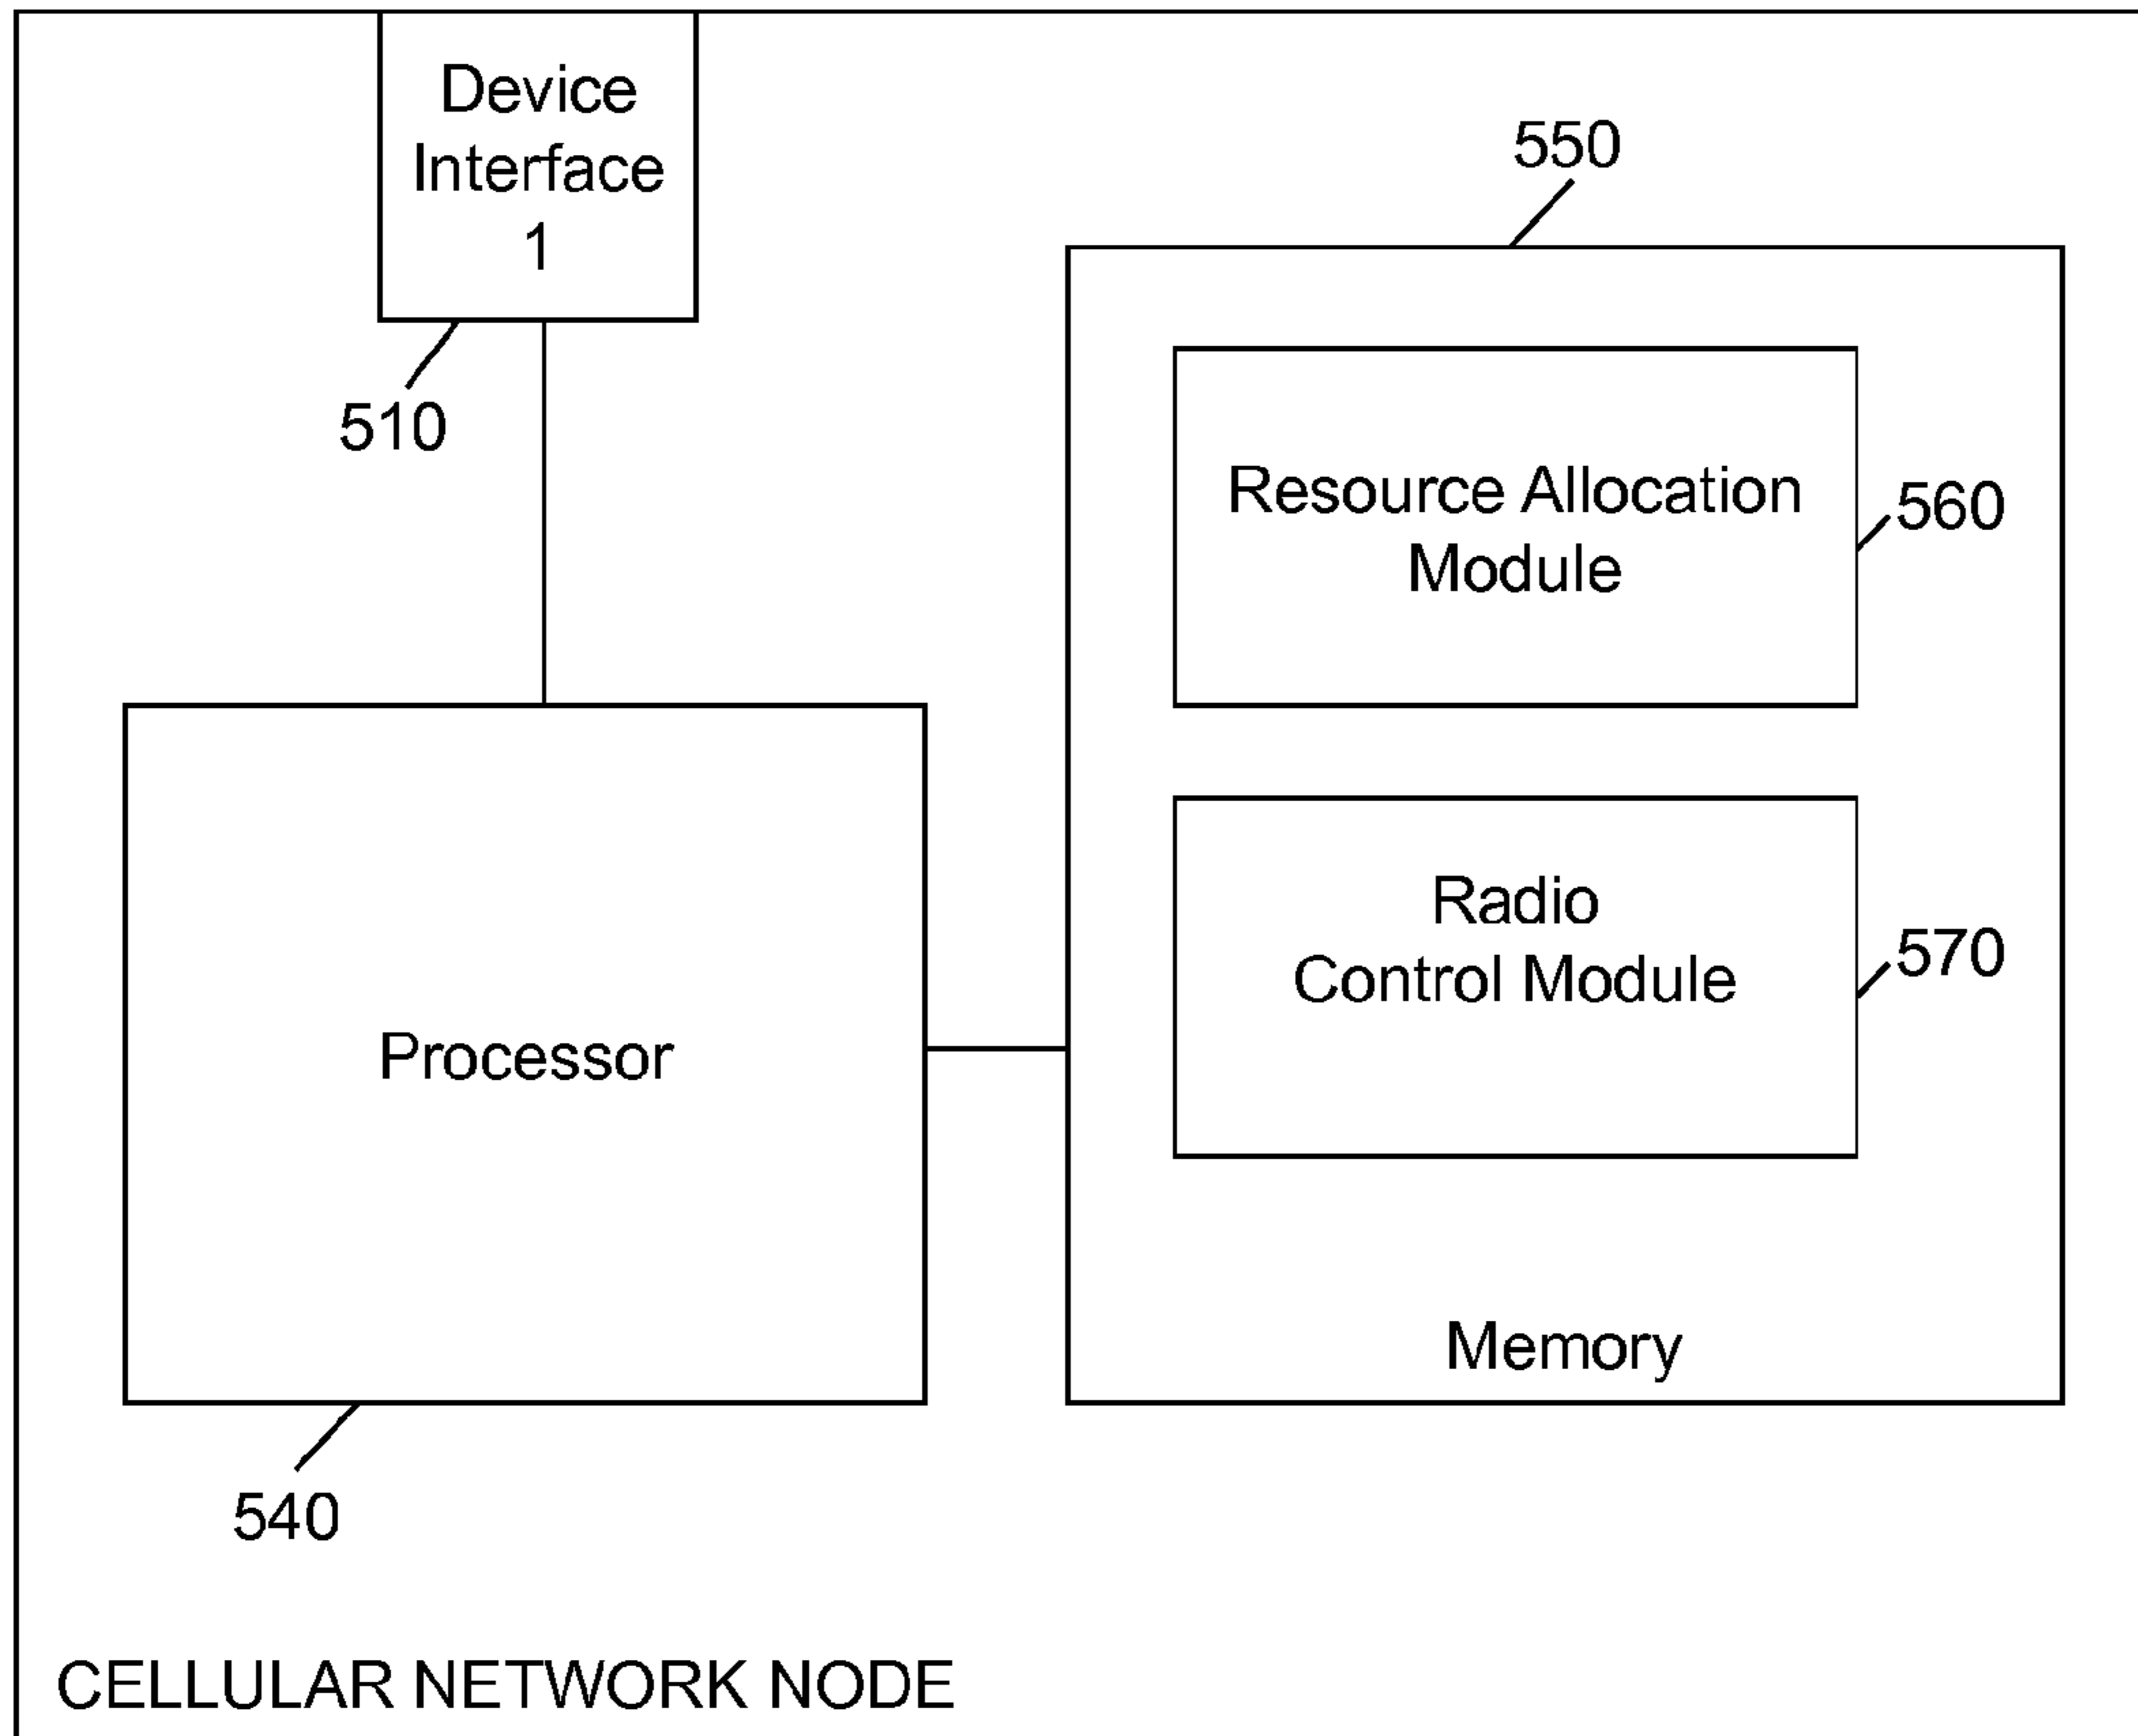 Device
Interface
1
510
550
Resource Allocation
Module
560
Radio
Control Module
570
Processor
Memory
540
CELLULAR NETWORK NODE